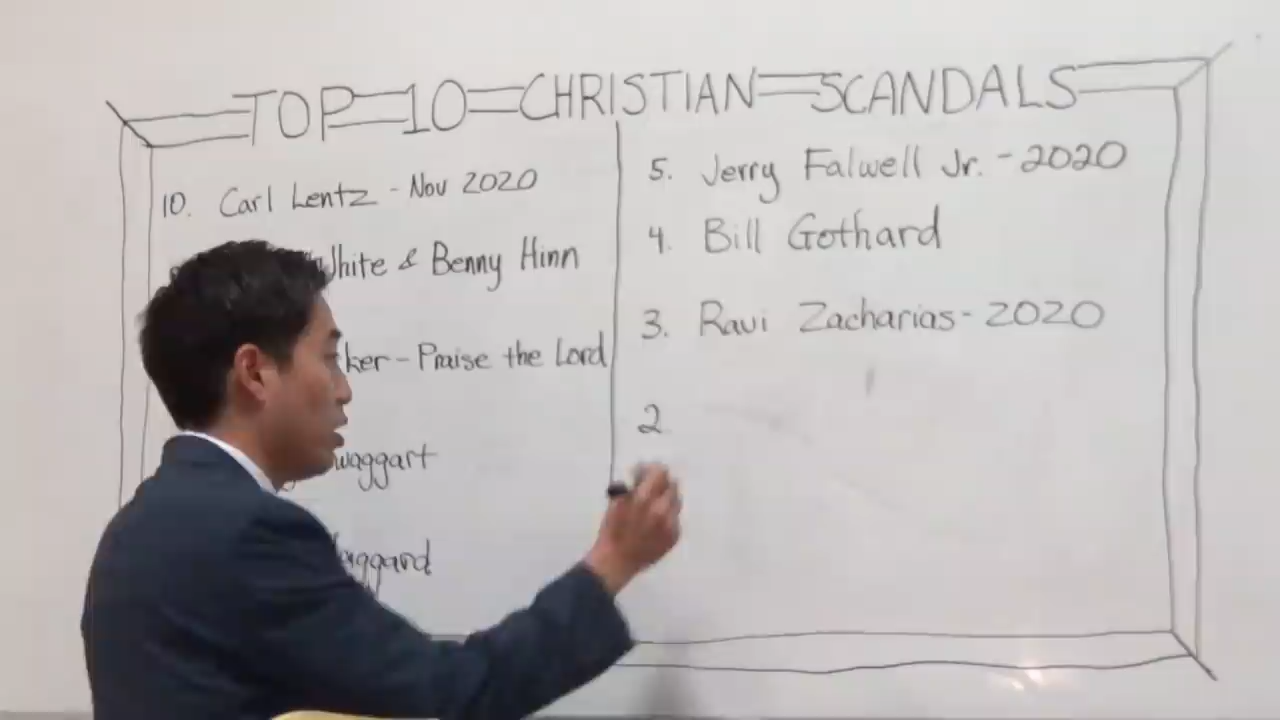 TOP 10 CHRISTIAN SCANDALS
10. Carl Lentz - Nov 2020
White & Benny Hinn
ker - Praise the Lord
waggart
aggard
5. Jerry Falwell Jr. - 2020
4. Bill Gothard
3. Ravi Zacharias - 2020
2